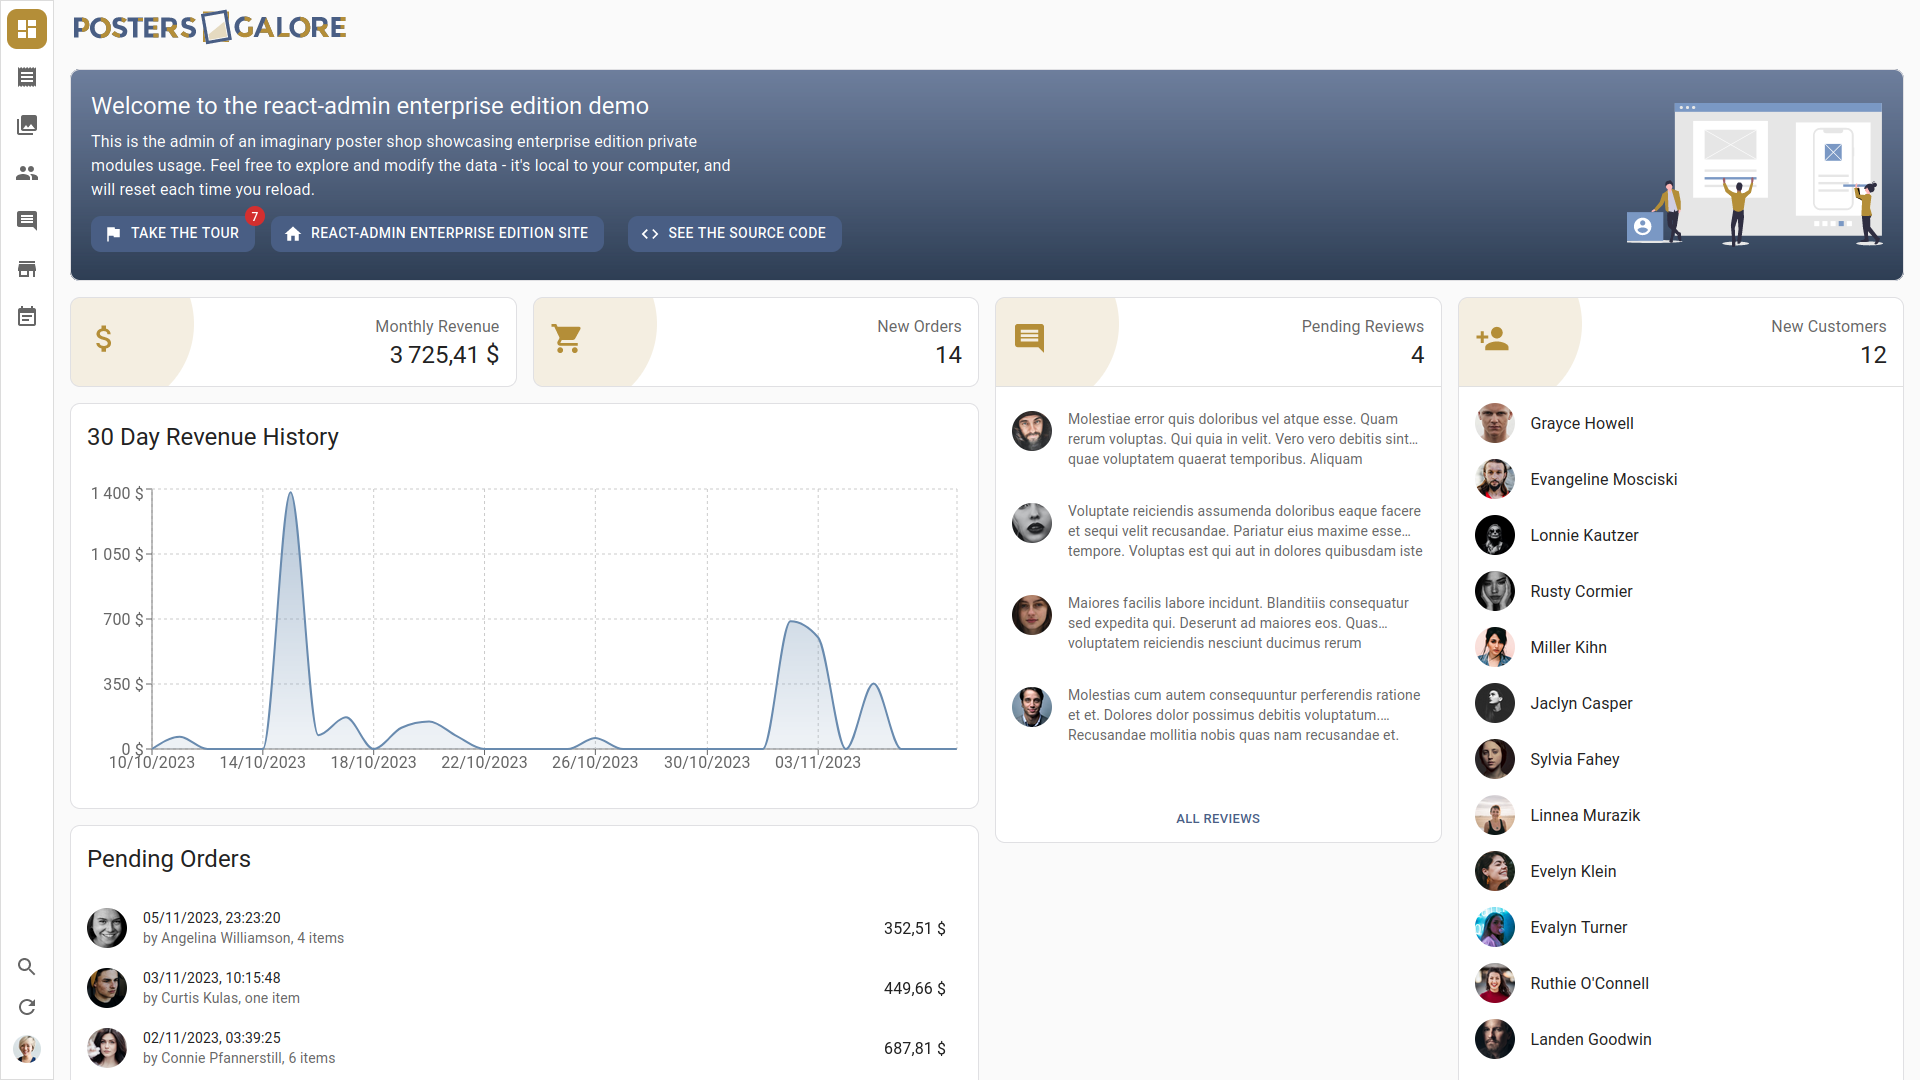 POSTERS GALORE
Welcome to the react-admin enterprise edition demo
This is the admin of an imaginary poster shop showcasing enterprise edition private
modules usage. Feel free to explore and modify the data - it's local to your computer, and
will reset each time you reload.
TAKE THE TOUR
7
REACT-ADMIN ENTERPRISE EDITION SITE
SEE THE SOURCE CODE
Monthly Revenue
3 725,41 $
New Orders
14
Pending Reviews
4
New Customers
12
30 Day Revenue History
1 400 $
1 050 $
700 $
350 $
0 $
10/10/2023
14/10/2023
18/10/2023
22/10/2023
26/10/2023
30/10/2023
03/11/2023
Pending Orders
05/11/2023, 23:23:20
by Angelina Williamson, 4 items
352,51 $
03/11/2023, 10:15:48
by Curtis Kulas, one item
449,66 $
02/11/2023, 03:39:25
by Connie Pfannerstill, 6 items
687,81 $
Molestiae error quis doloribus vel atque esse. Quam
rerum voluptas. Qui quia in velit. Vero vero debitis sint…
quae voluptatem quaerat temporibus. Aliquam
Voluptate reiciendis assumenda doloribus eaque facere
et sequi velit recusandae. Pariatur eius maxime esse…
tempore. Voluptas est qui aut in dolores quibusdam iste
Maiores facilis labore incidunt. Blanditiis consequatur
sed expedita qui. Deserunt ad maiores eos. Quas…
voluptatem reiciendis nesciunt ducimus rerum
Molestias cum autem consequuntur perferendis ratione
et et. Dolores dolor possimus debitis voluptatum.…
Recusandae mollitia nobis quas nam recusandae et.
ALL REVIEWS
Grayce Howell
Evangeline Mosciski
Lonnie Kautzer
Rusty Cormier
Miller Kihn
Jaclyn Casper
Sylvia Fahey
Linnea Murazik
Evelyn Klein
Evalyn Turner
Ruthie O'Connell
Landen Goodwin